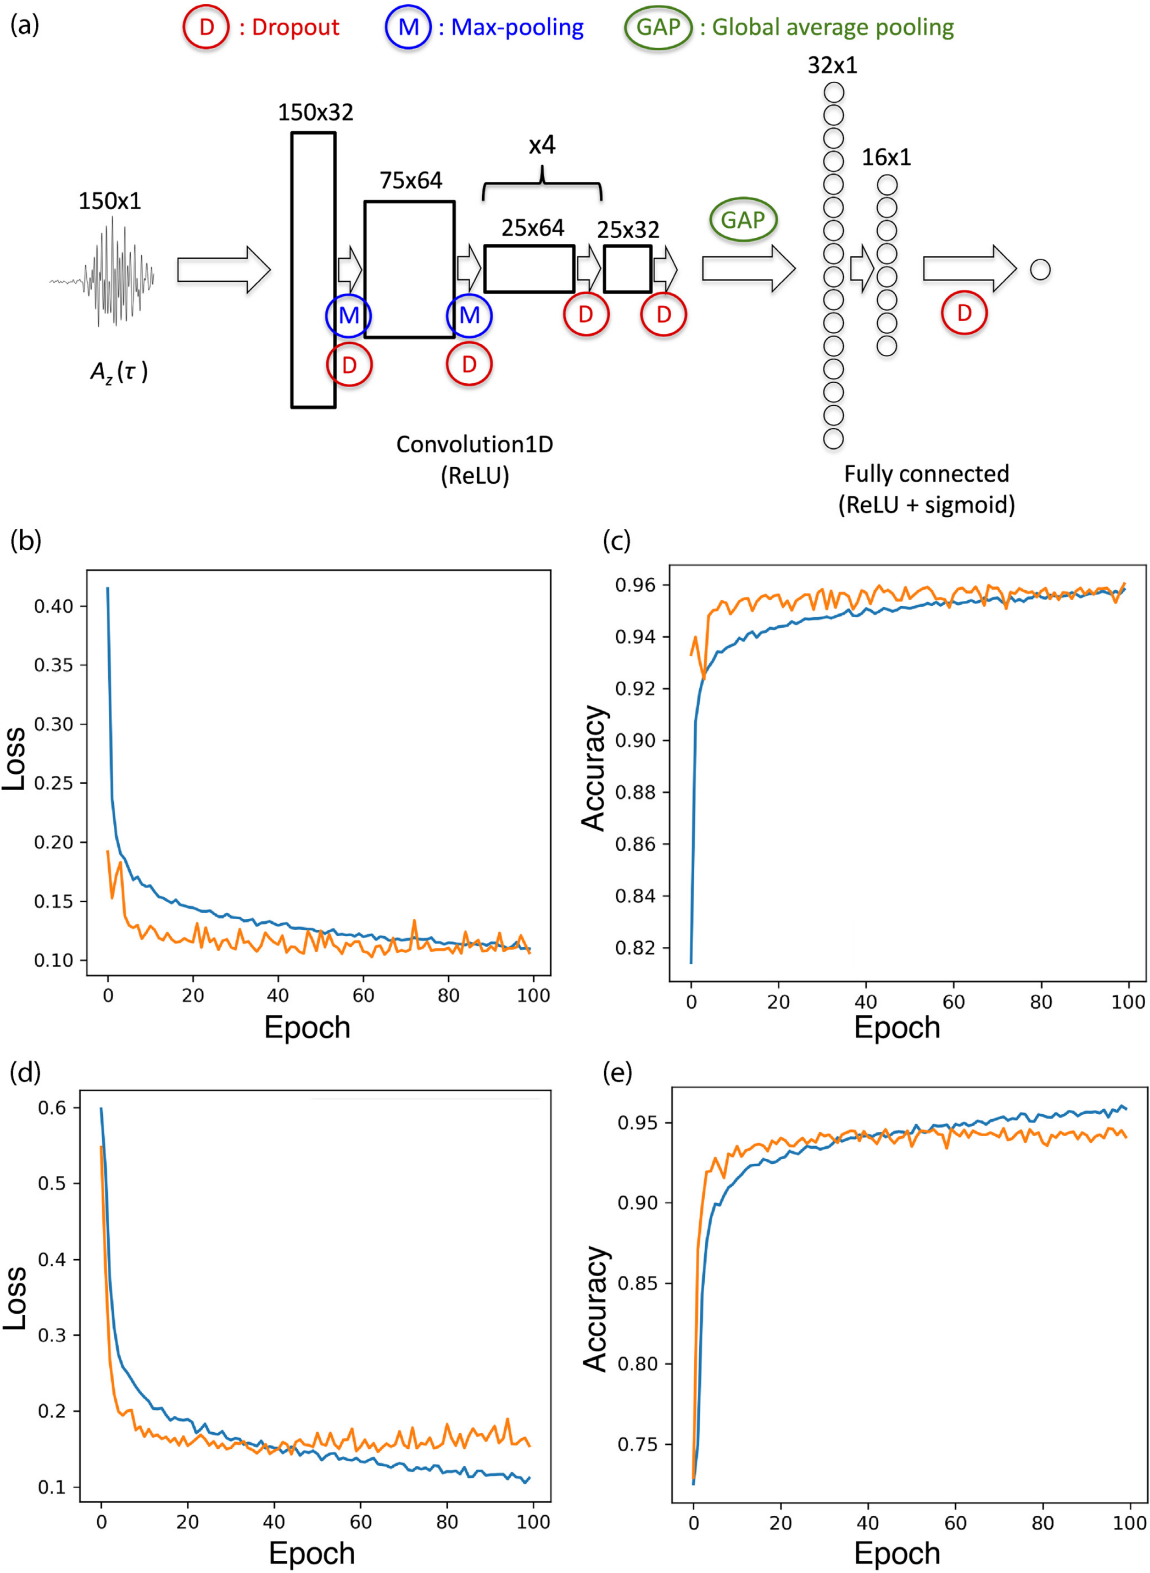 (a)
D : Dropout M : Max-pooling GAP : Global average pooling
32x1
150x32
x4
16x1
75x64
150x1
GAP
25x64 25x32
M M D D D
D D
A_z(τ)
Convolution1D
(ReLU)
Fully connected
(ReLU + sigmoid)
(b)
0.40
0.35
0.30
0.25
0.20
0.15
0.10
Loss
0 20 40 60 80 100
Epoch
(c)
0.96
0.94
0.92
0.90
0.88
0.86
0.84
0.82
Accuracy
0 20 40 60 80 100
Epoch
(d)
0.6
0.5
0.4
0.3
0.2
0.1
Loss
0 20 40 60 80 100
Epoch
(e)
0.95
0.90
0.85
0.80
0.75
Accuracy
0 20 40 60 80 100
Epoch